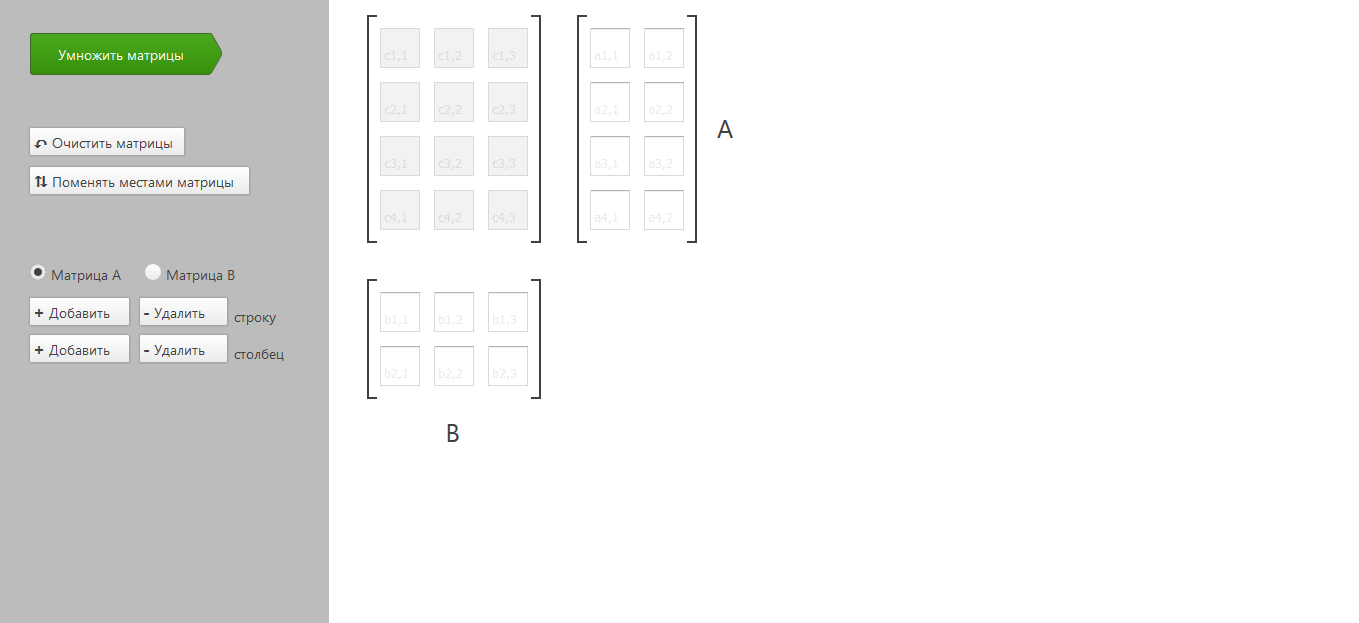 Умножить матрицы
Очистить матрицы
Поменять местами матрицы
Матрица A Матрица B
+ Добавить - Удалить строку
+ Добавить - Удалить столбец
c1,1 c1,2 c1,3
c2,1 c2,2 c2,3
c3,1 c3,2 c3,3
c4,1 c4,2 c4,3
a1,1 a1,2
a2,1 a2,2
a3,1 a3,2
a4,1 a4,2
A
b1,1 b1,2 b1,3
b2,1 b2,2 b2,3
B